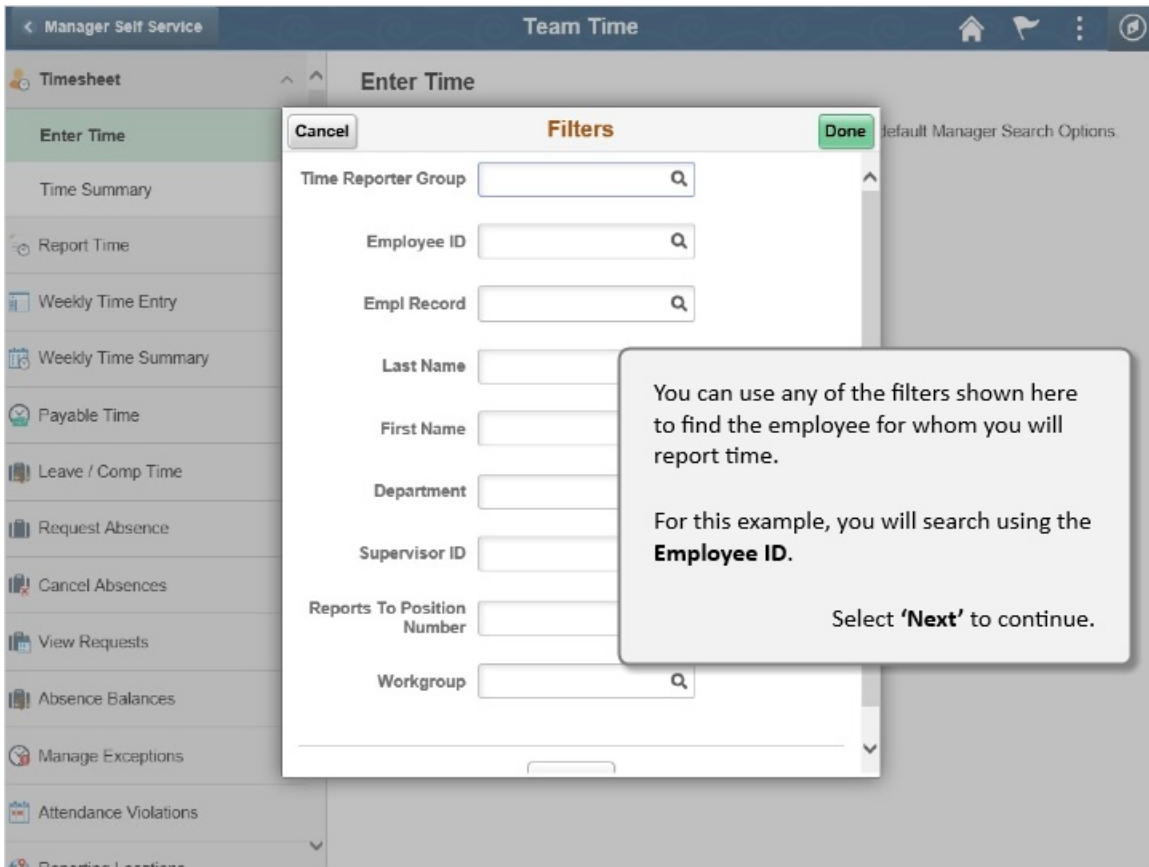 Manager Self Service
Team Time
Timesheet
Enter Time
Time Summary
Report Time
Weekly Time Entry
Weekly Time Summary
Payable Time
Leave / Comp Time
Request Absence
Cancel Absences
View Requests
Absence Balances
Manage Exceptions
Attendance Violations
Reporting Locations
Enter Time
default Manager Search Options.
Cancel
Filters
Done
Time Reporter Group
Employee ID
Empl Record
Last Name
First Name
Department
Supervisor ID
Reports To Position
Number
Workgroup
You can use any of the filters shown here
to find the employee for whom you will
report time.
For this example, you will search using the
Employee ID.
Select ‘Next’ to continue.